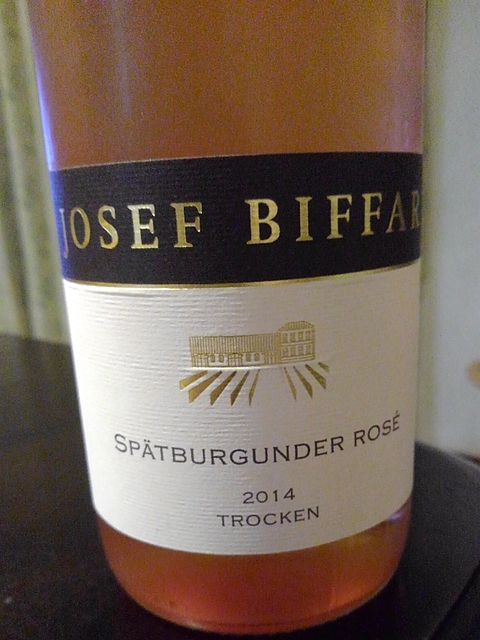 JOSEF BIFFAR
SPÄTBURGUNDER ROSÉ
2014
TROCKEN